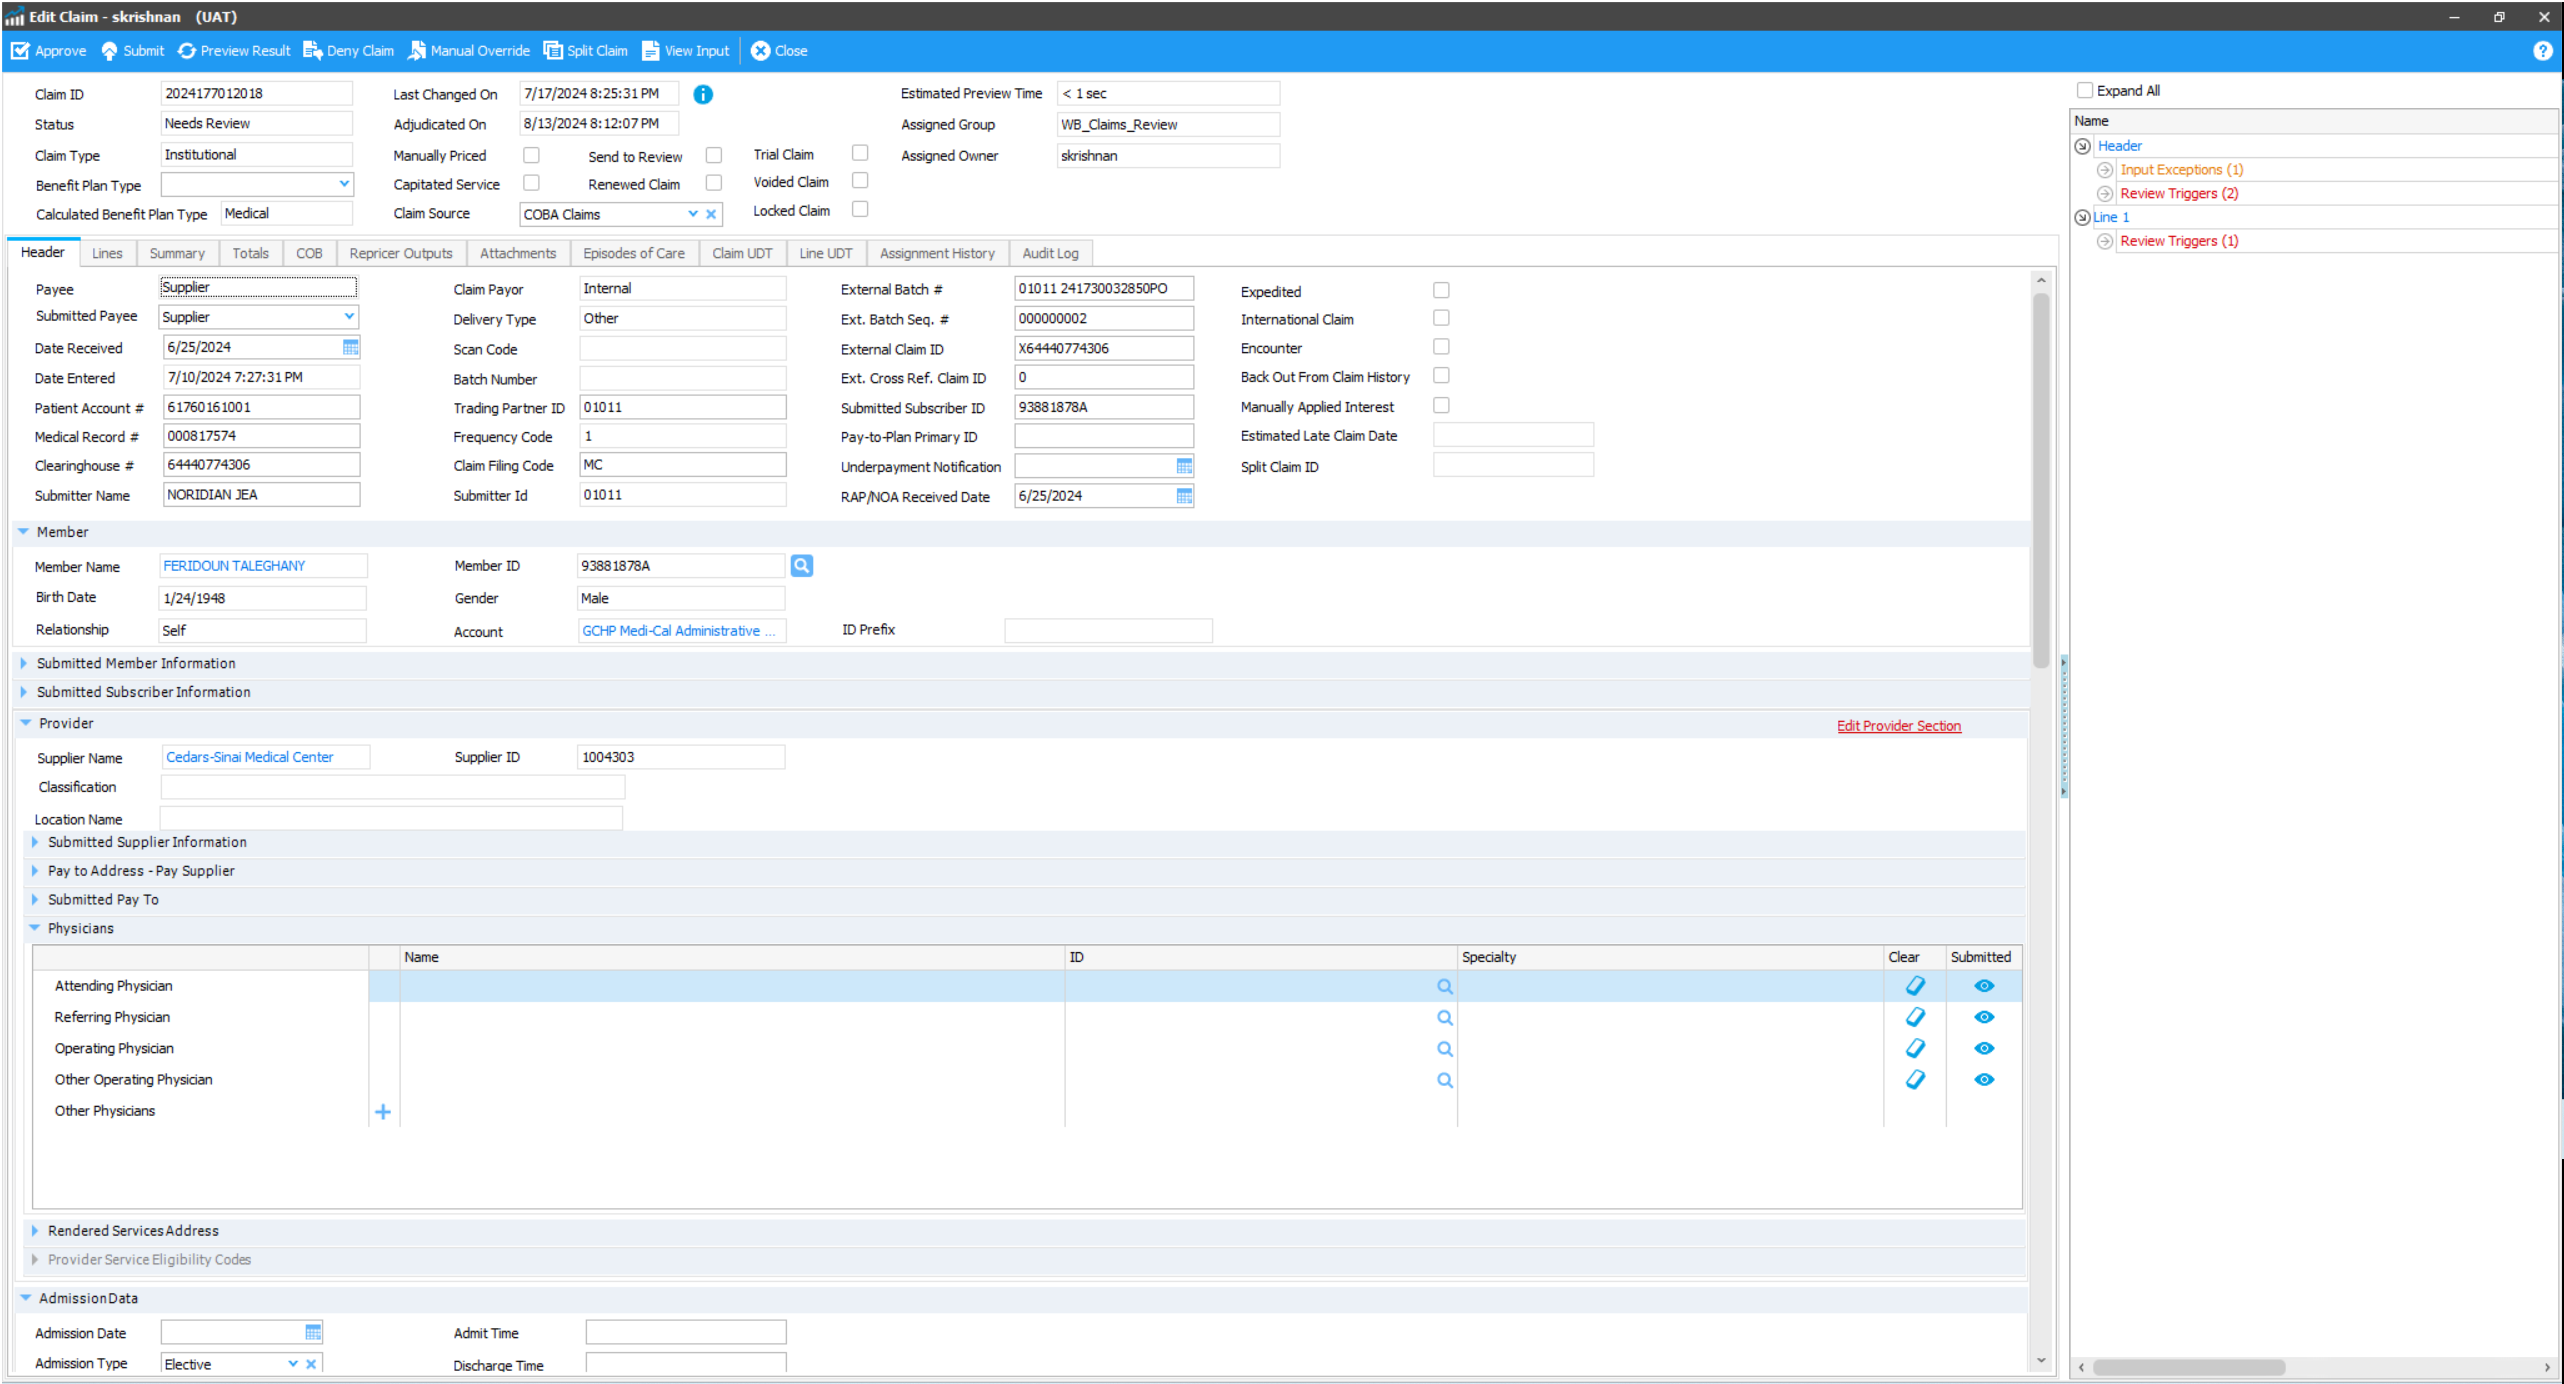 Edit Claim - skrishnan (UAT)
Approve Submit Preview Result Deny Claim Manual Override Split Claim View Input Close
Claim ID 2024177012018 Last Changed On 7/17/2024 8:25:31 PM Estimated Preview Time < 1 sec
Status Needs Review Adjudicated On 8/13/2024 8:12:07 PM Assigned Group WB_Claims_Review
Claim Type Institutional Manually Priced Send to Review Trial Claim Assigned Owner skrishnan
Benefit Plan Type Capitated Service Renewed Claim Voided Claim
Calculated Benefit Plan Type Medical Claim Source COBA Claims Locked Claim
Header Lines Summary Totals COB Repricer Outputs Attachments Episodes of Care Claim UDT Line UDT Assignment History Audit Log
Payee Supplier Claim Payor Internal External Batch # 01011 241730032850PO Expedited
Submitted Payee Supplier Delivery Type Other Ext. Batch Seq. # 000000002 International Claim
Date Received 6/25/2024 Scan Code External Claim ID X64440774306 Encounter
Date Entered 7/10/2024 7:27:31 PM Batch Number Ext. Cross Ref. Claim ID 0 Back Out From Claim History
Patient Account # 61760161001 Trading Partner ID 01011 Submitted Subscriber ID 93881878A Manually Applied Interest
Medical Record # 000817574 Frequency Code 1 Pay-to-Plan Primary ID Estimated Late Claim Date
Clearinghouse # 64440774306 Claim Filing Code MC Underpayment Notification Split Claim ID
Submitter Name NORIDIAN JEA Submitter Id 01011 RAP/NOA Received Date 6/25/2024
Member
Member Name FERIDOUN TALEGHANY Member ID 93881878A
Birth Date 1/24/1948 Gender Male
Relationship Self Account GCHP Medi-Cal Administrative ... ID Prefix
Submitted Member Information
Submitted Subscriber Information
Provider Edit Provider Section
Supplier Name Cedars-Sinai Medical Center Supplier ID 1004303
Classification
Location Name
Submitted Supplier Information
Pay to Address - Pay Supplier
Submitted Pay To
Physicians
Name ID Specialty Clear Submitted
Attending Physician
Referring Physician
Operating Physician
Other Operating Physician
Other Physicians
Rendered Services Address
Provider Service Eligibility Codes
Admission Data
Admission Date Admit Time
Admission Type Elective Discharge Time
Expand All
Name
Header
Input Exceptions (1)
Review Triggers (2)
Line 1
Review Triggers (1)